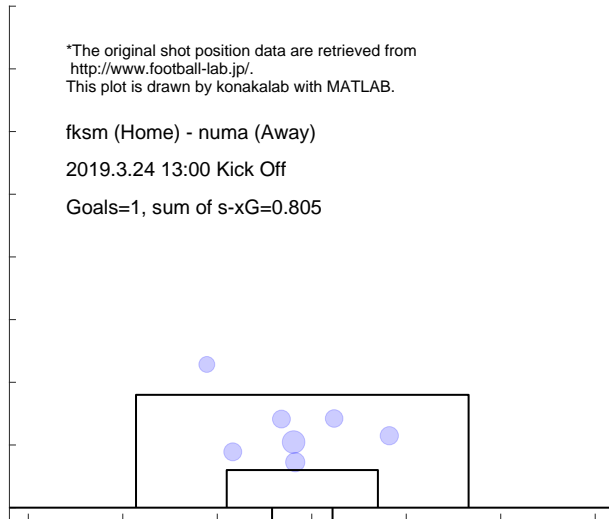 *The original shot position data are retrieved from
http://www.football-lab.jp/.
This plot is drawn by konakalab with MATLAB.
fksm (Home) - numa (Away)
2019.3.24 13:00 Kick Off
Goals=1, sum of s-xG=0.805